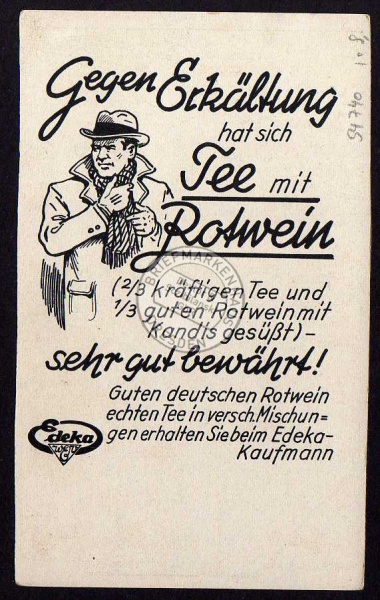 Gegen Erkältung
hat sich
Tee mit
Rotwein
(2/3 kräftigen Tee und
1/3 guten Rotwein mit
Kandis gesüßt) –
sehr gut bewährt!
Guten deutschen Rotwein
echten Tee in versch. Mischun=
gen erhalten Sie beim Edeka-
Kaufmann
Edeka
54740